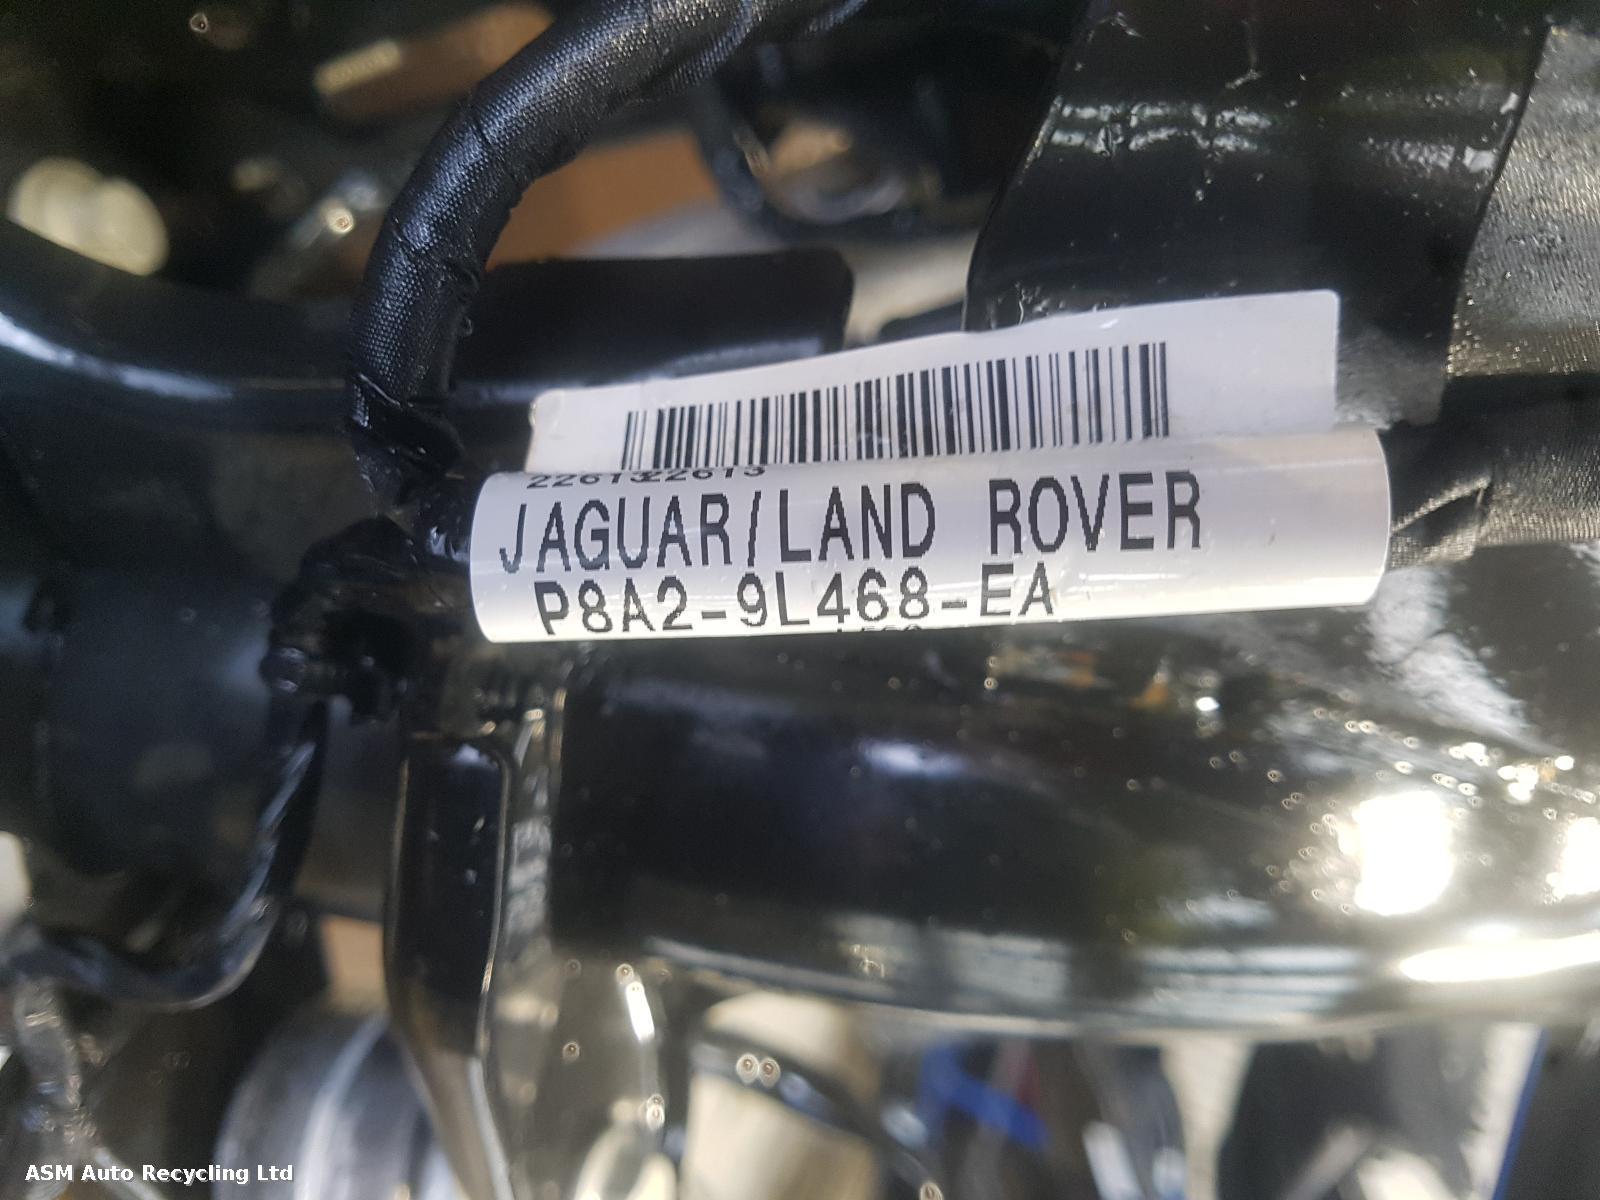 JAGUAR/LAND ROVER
P8A2-9L468-EA
ASM Auto Recycling Ltd